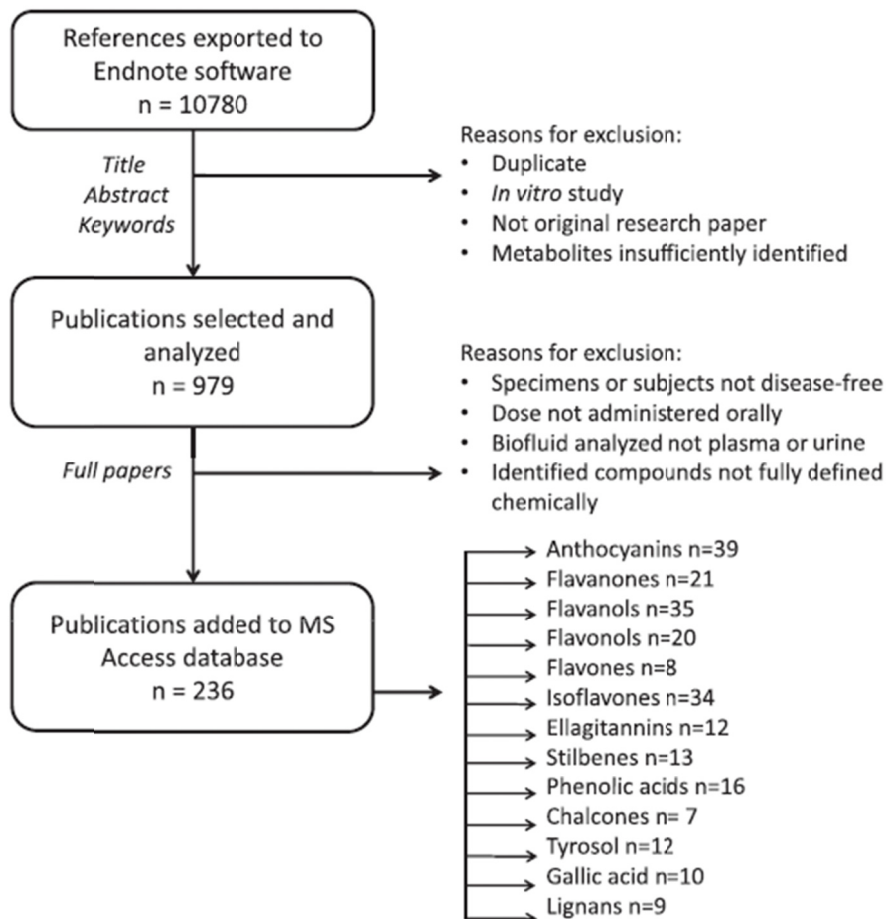 References exported to
Endnote software
n = 10780
Title
Abstract
Keywords
Reasons for exclusion:
• Duplicate
• In vitro study
• Not original research paper
• Metabolites insufficiently identified
Publications selected and
analyzed
n = 979
Full papers
Reasons for exclusion:
• Specimens or subjects not disease-free
• Dose not administered orally
• Biofluid analyzed not plasma or urine
• Identified compounds not fully defined
chemically
Publications added to MS
Access database
n = 236
Anthocyanins n=39
Flavanones n=21
Flavanols n=35
Flavonols n=20
Flavones n=8
Isoflavones n=34
Ellagitannins n=12
Stilbenes n=13
Phenolic acids n=16
Chalcones n= 7
Tyrosol n=12
Gallic acid n=10
Lignans n=9